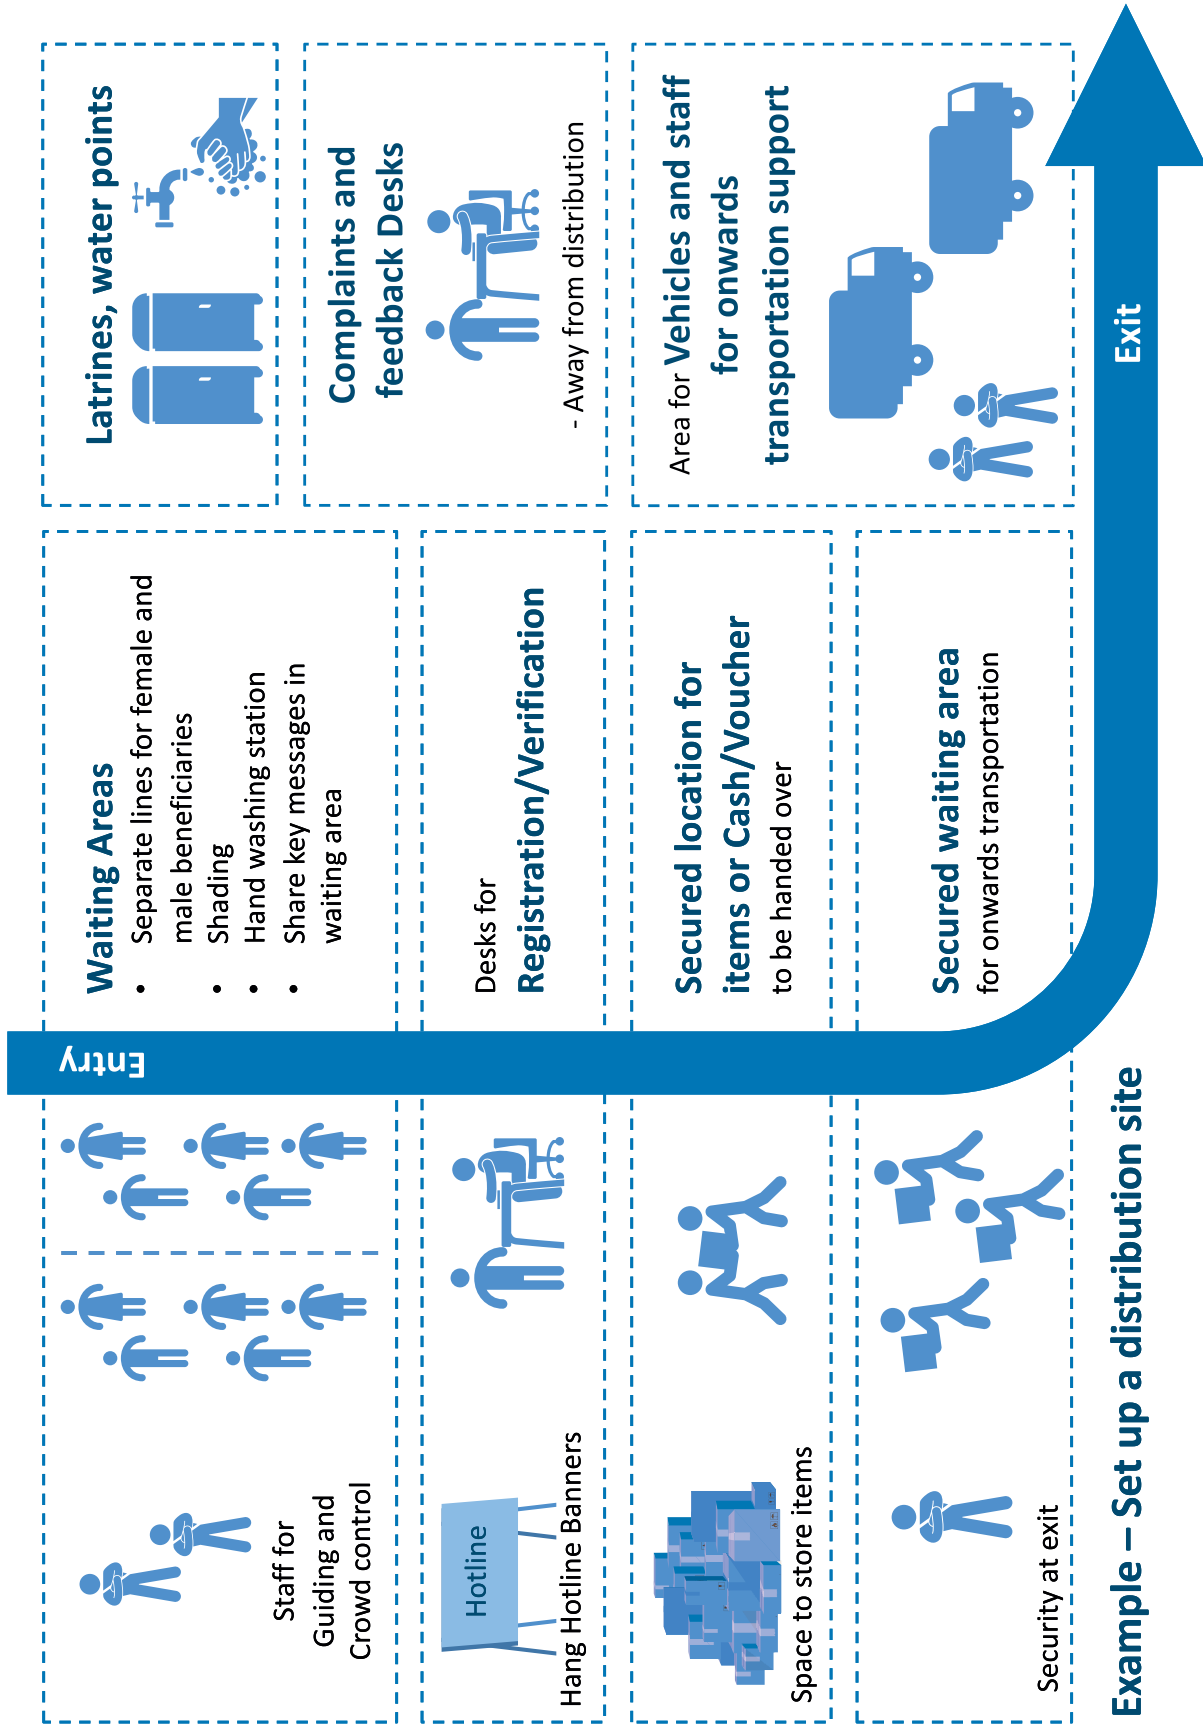 Waiting Areas
• Separate lines for female and
male beneficiaries
• Shading
• Hand washing station
• Share key messages in
waiting area
Entry
Staff for
Guiding and
Crowd control
Latrines, water points
Desks for
Registration/Verification
Hotline
Hang Hotline Banners
Complaints and
feedback Desks
- Away from distribution
Secured location for
items or Cash/Voucher
to be handed over
Space to store items
Area for Vehicles and staff
for onwards
transportation support
Secured waiting area
for onwards transportation
Security at exit
Exit
Example – Set up a distribution site